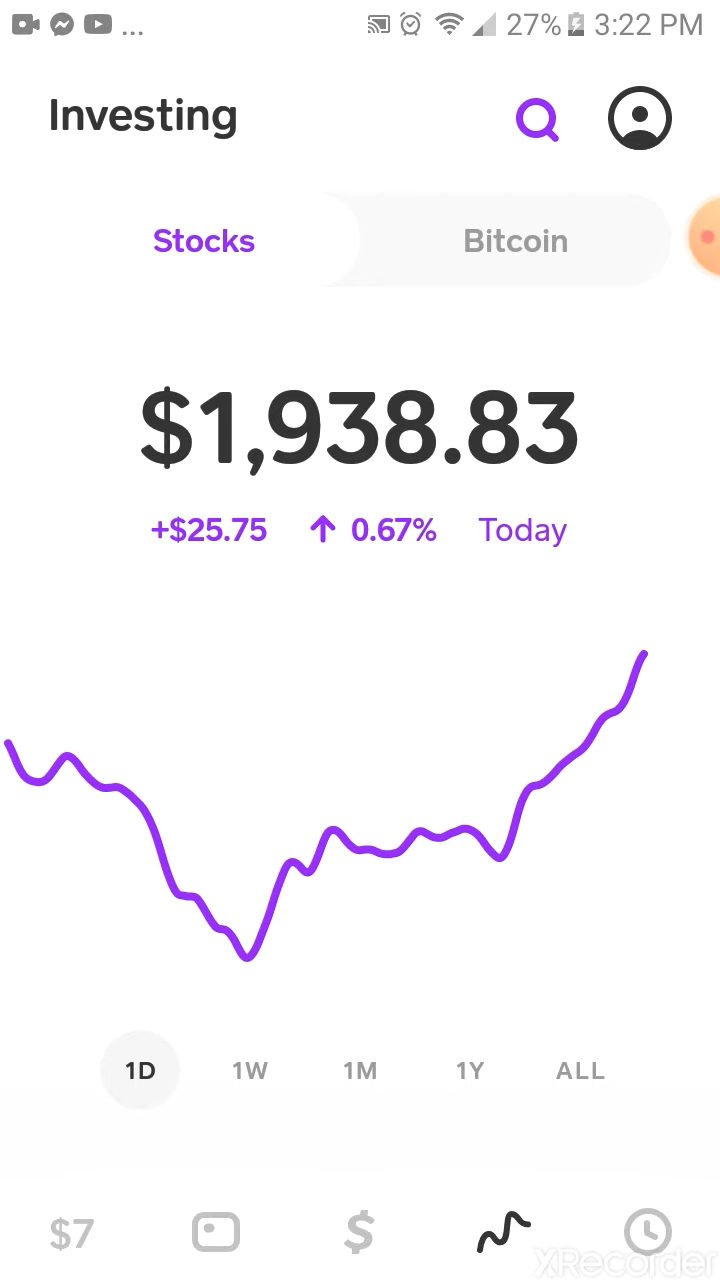 ... 27% 3:22 PM
Investing
Stocks Bitcoin
$1,938.83
+$25.75 ↑ 0.67% Today
1D 1W 1M 1Y ALL
$7 $
XRecorder